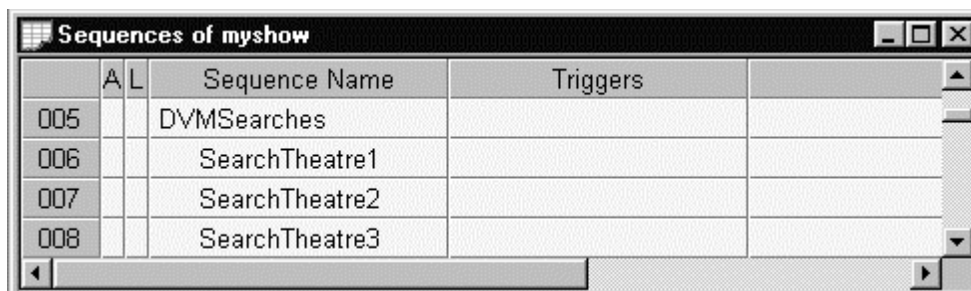 Sequences of myshow
A L Sequence Name Triggers
005 DVMSearches
006 SearchTheatre1
007 SearchTheatre2
008 SearchTheatre3